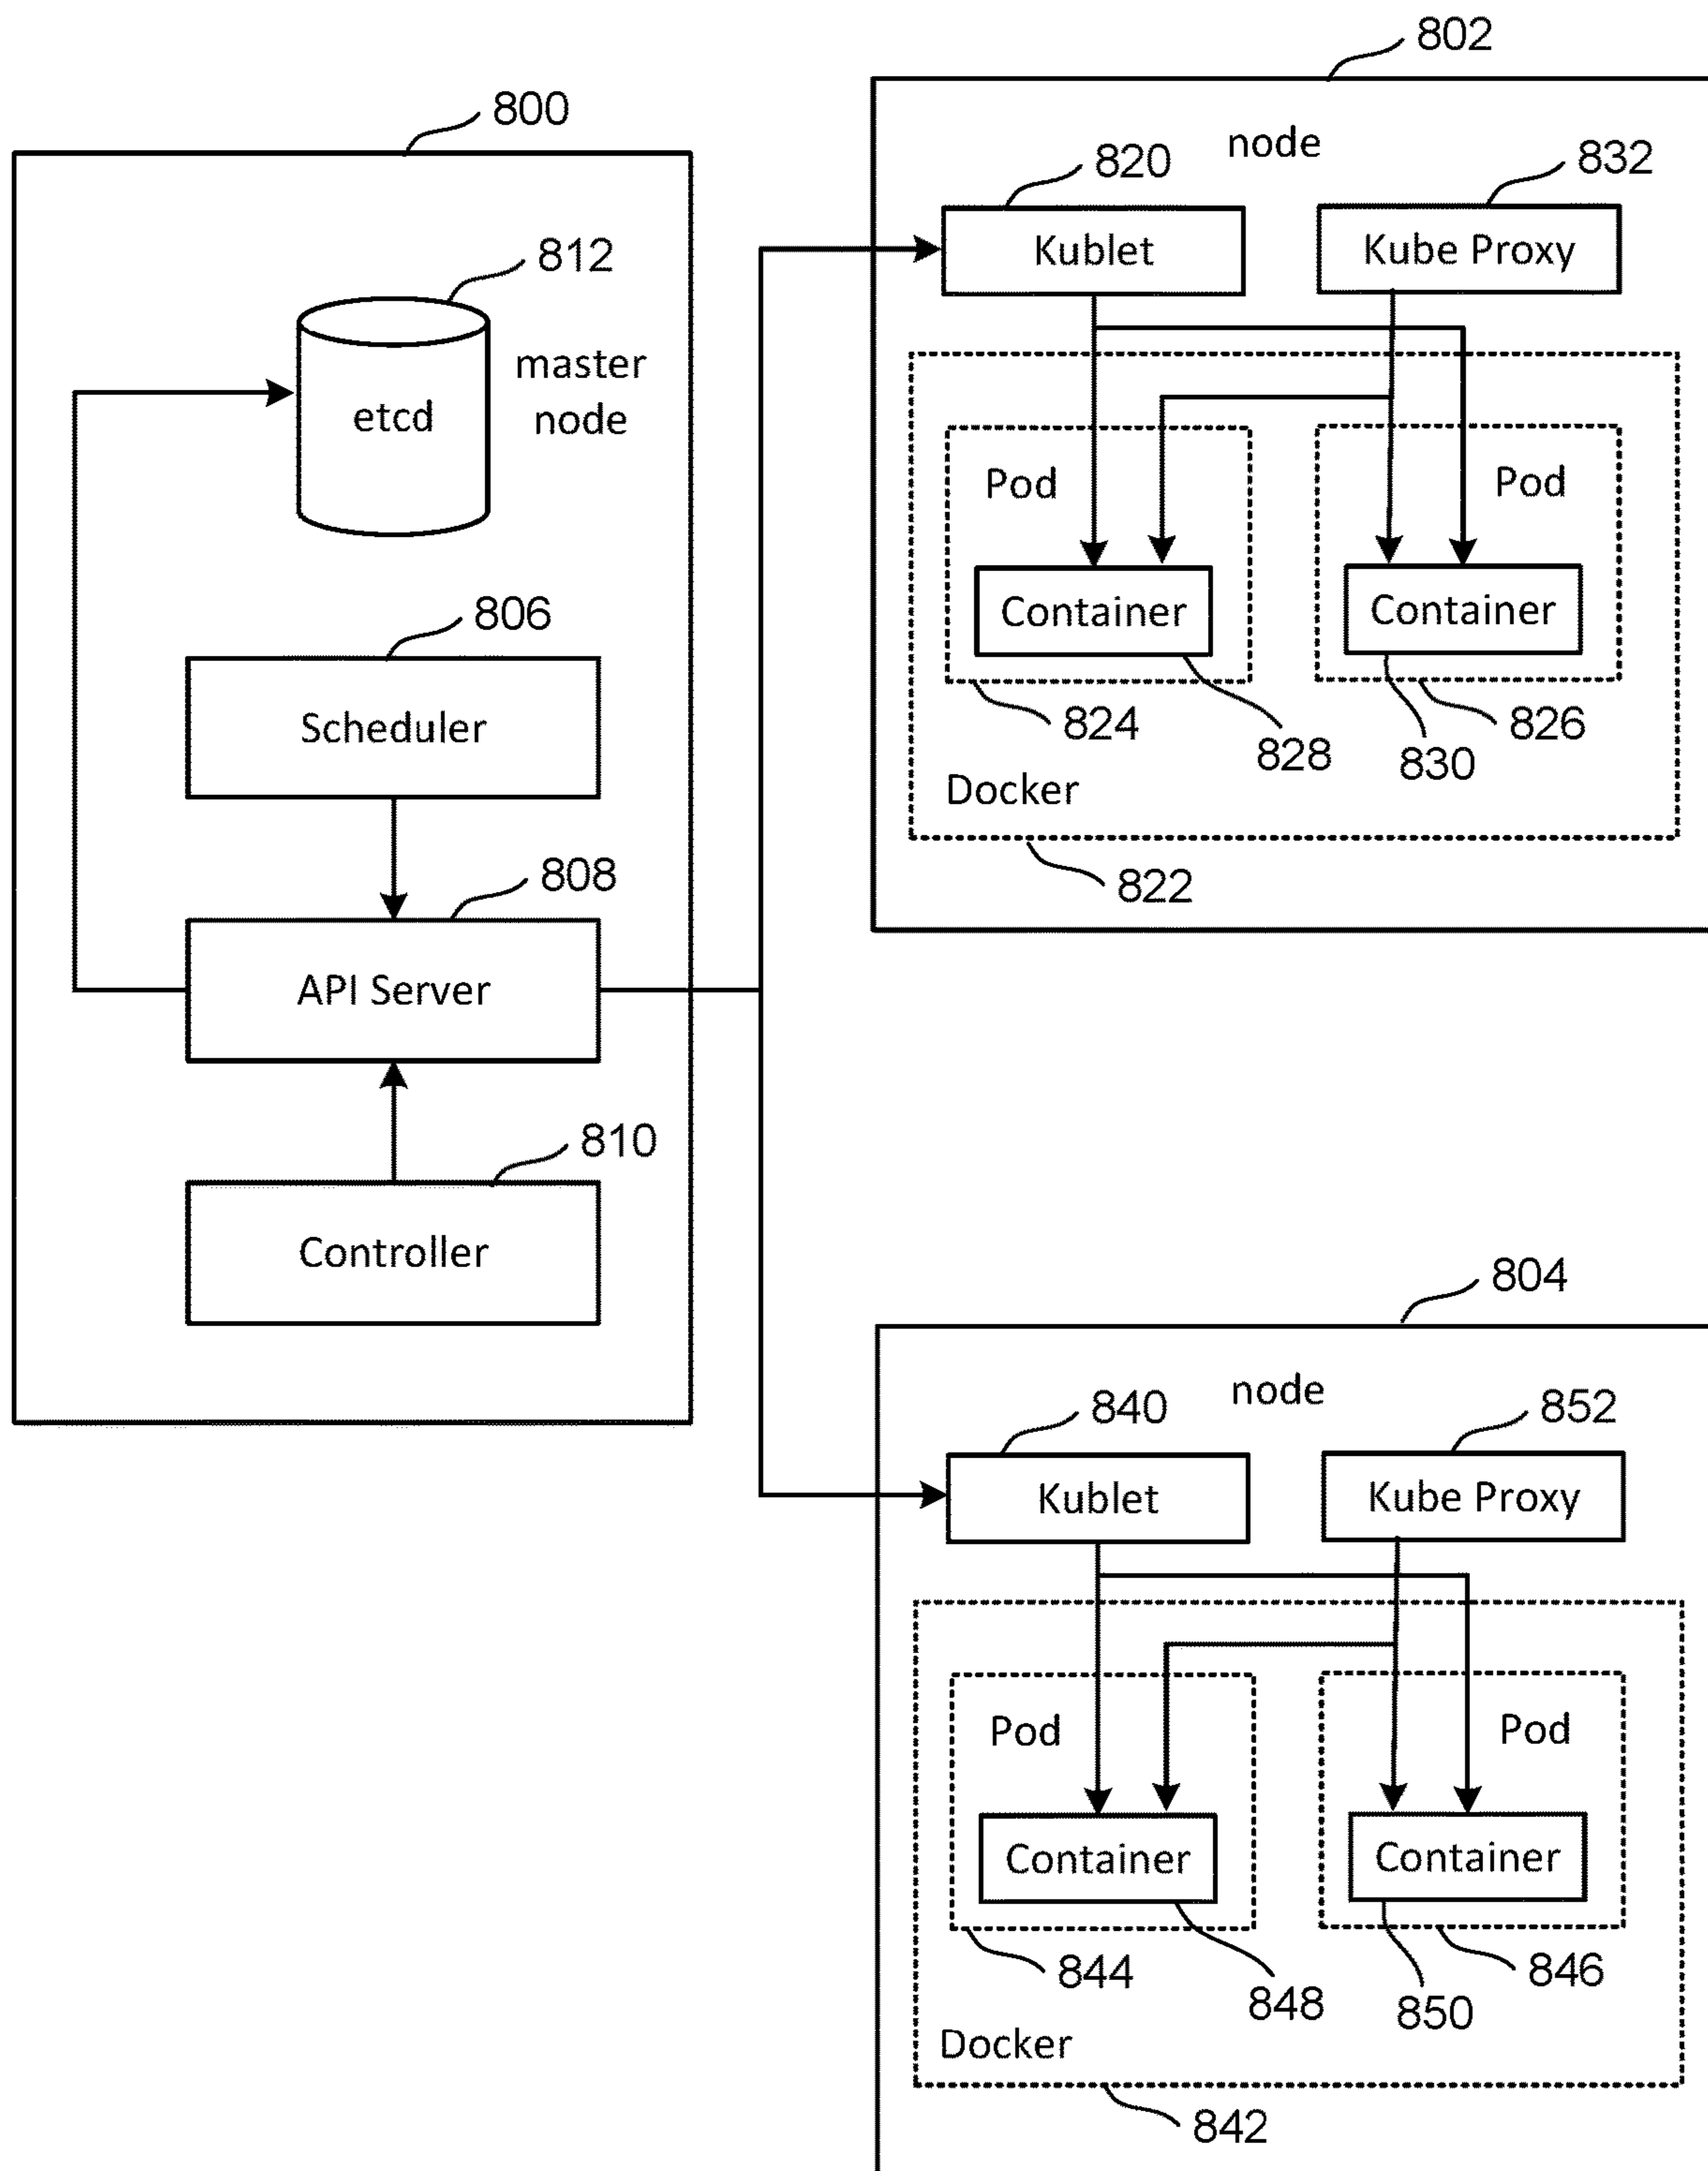 800
812
etcd
master
node
806
Scheduler
808
API Server
810
Controller
802
node
820
832
Kublet
Kube Proxy
Pod
Pod
Container
Container
824
828
830
826
Docker
822
804
node
840
852
Kublet
Kube Proxy
Pod
Pod
Container
Container
844
848
850
846
Docker
842